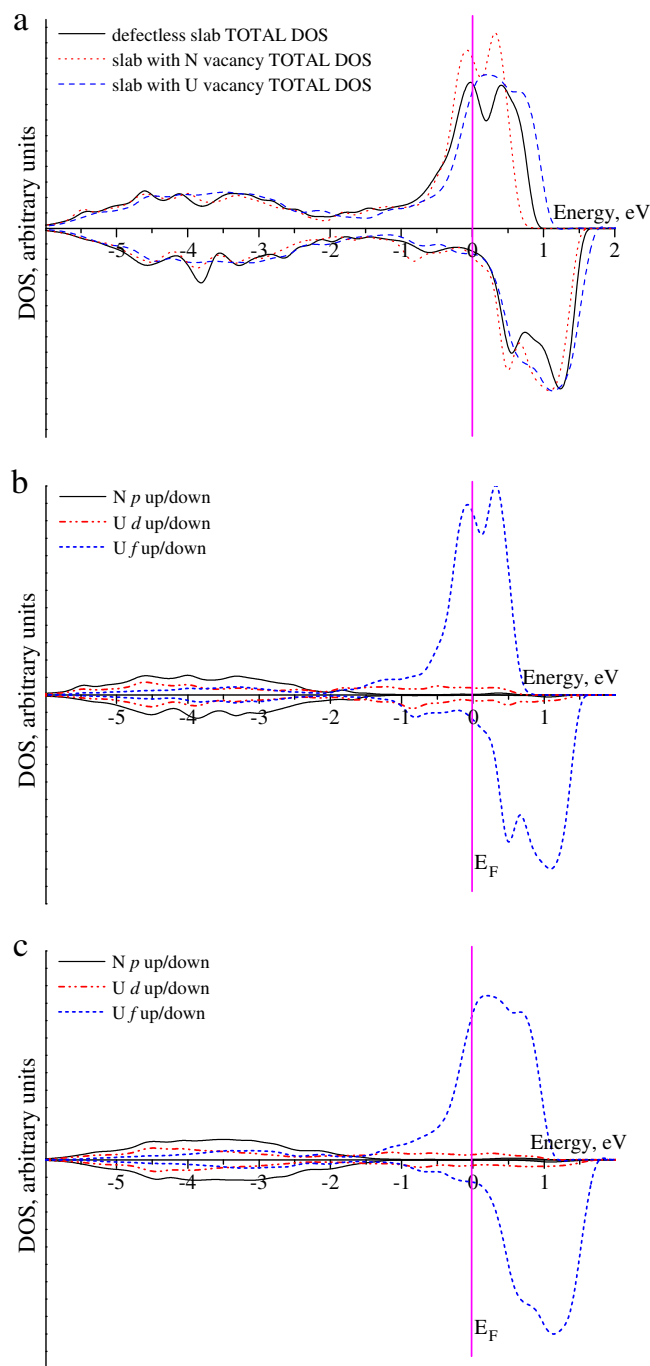 a
defectless slab TOTAL DOS
slab with N vacancy TOTAL DOS
slab with U vacancy TOTAL DOS
DOS, arbitrary units
Energy, eV
-5 -4 -3 -2 -1 0 1 2
b
N p up/down
U d up/down
U f up/down
DOS, arbitrary units
Energy, eV
-5 -4 -3 -2 -1 0 1
E_F
c
N p up/down
U d up/down
U f up/down
DOS, arbitrary units
Energy, eV
-5 -4 -3 -2 -1 0 1
E_F